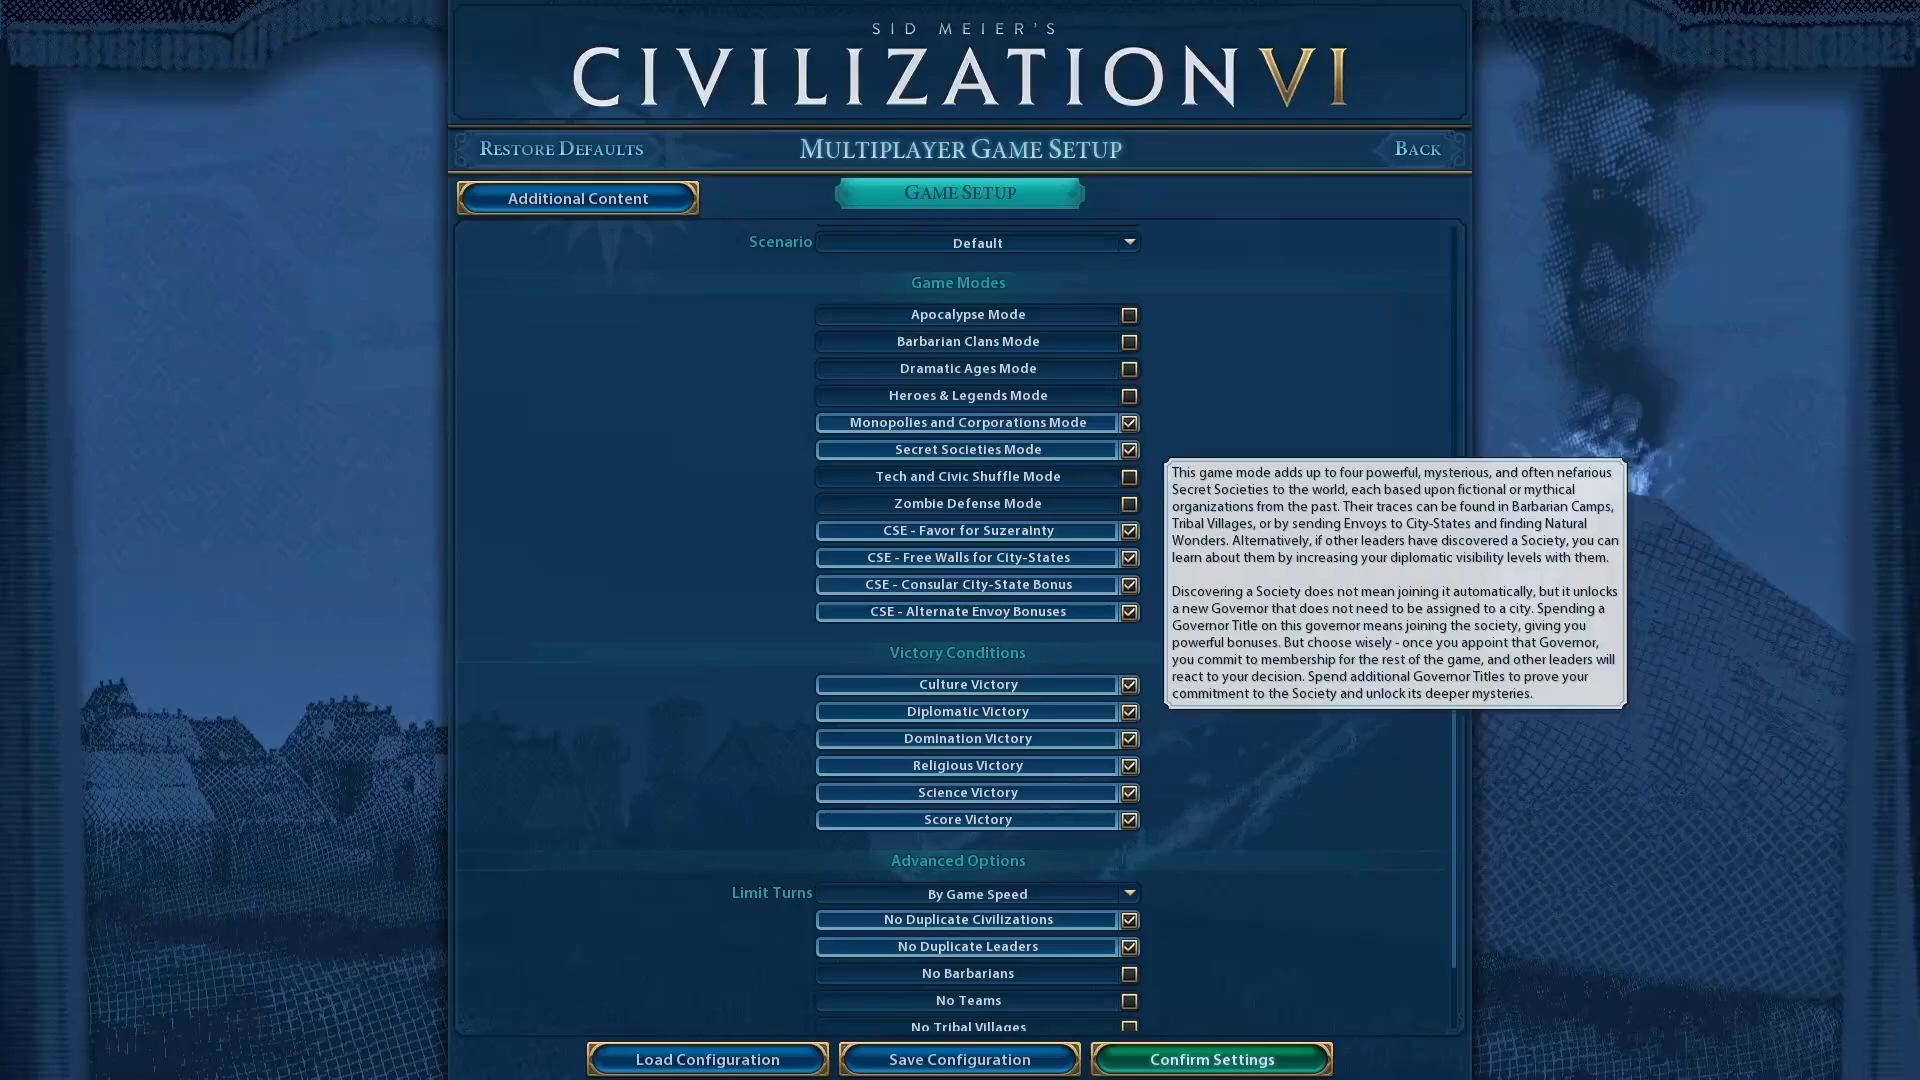 SID MEIER'S
CIVILIZATION VI
RESTORE DEFAULTS
MULTIPLAYER GAME SETUP
BACK
Additional Content
GAME SETUP
Scenario
Default
Game Modes
Apocalypse Mode
Barbarian Clans Mode
Dramatic Ages Mode
Heroes & Legends Mode
Monopolies and Corporations Mode
Secret Societies Mode
Tech and Civic Shuffle Mode
Zombie Defense Mode
CSE - Favor for Suzerainty
CSE - Free Walls for City-States
CSE - Consular City-State Bonus
CSE - Alternate Envoy Bonuses
This game mode adds up to four powerful, mysterious, and often nefarious
Secret Societies to the world, each based upon fictional or mythical
organizations from the past. Their traces can be found in Barbarian Camps,
Tribal Villages, or by sending Envoys to City-States and finding Natural
Wonders. Alternatively, if other leaders have discovered a Society, you can
learn about them by increasing your diplomatic visibility levels with them.
Discovering a Society does not mean joining it automatically, but it unlocks
a new Governor that does not need to be assigned to a city. Spending a
Governor Title on this governor means joining the society, giving you
powerful bonuses. But choose wisely - once you appoint that Governor,
you commit to membership for the rest of the game, and other leaders will
react to your decision. Spend additional Governor Titles to prove your
commitment to the Society and unlock its deeper mysteries.
Victory Conditions
Culture Victory
Diplomatic Victory
Domination Victory
Religious Victory
Science Victory
Score Victory
Advanced Options
Limit Turns
By Game Speed
No Duplicate Civilizations
No Duplicate Leaders
No Barbarians
No Teams
No Tribal Villages
Load Configuration
Save Configuration
Confirm Settings